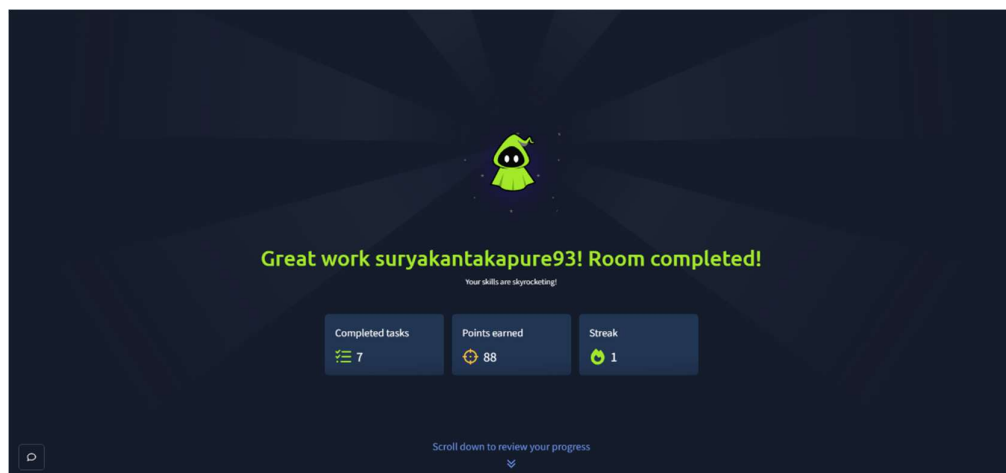 Great work suryakantakapure93! Room completed!
Your skills are skyrocketing!
Completed tasks
7
Points earned
88
Streak
1
Scroll down to review your progress